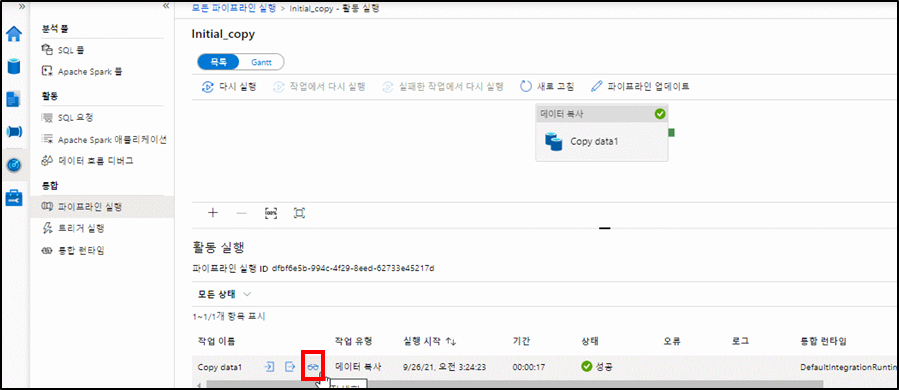 모든 파이프라인 실행 > Initial_copy - 활동 실행
분석 풀
SQL 풀
Apache Spark 풀
활동
SQL 요청
Apache Spark 애플리케이션
데이터 흐름 디버그
통합
파이프라인 실행
트리거 실행
통합 런타임
Initial_copy
목록 Gantt
다시 실행 작업에서 다시 실행 실패한 작업에서 다시 실행 새로 고침 파이프라인 업데이트
데이터 복사
Copy data1
100%
활동 실행
파이프라인 실행 ID dfbf6e5b-994c-4f29-8eed-62733e45217d
모든 상태
1~1/1개 항목 표시
작업 이름 작업 유형 실행 시작 기간 상태 오류 로그 통합 런타임
Copy data1 데이터 복사 9/26/21, 오전 3:24:23 00:00:17 성공 DefaultIntegrationRuntim